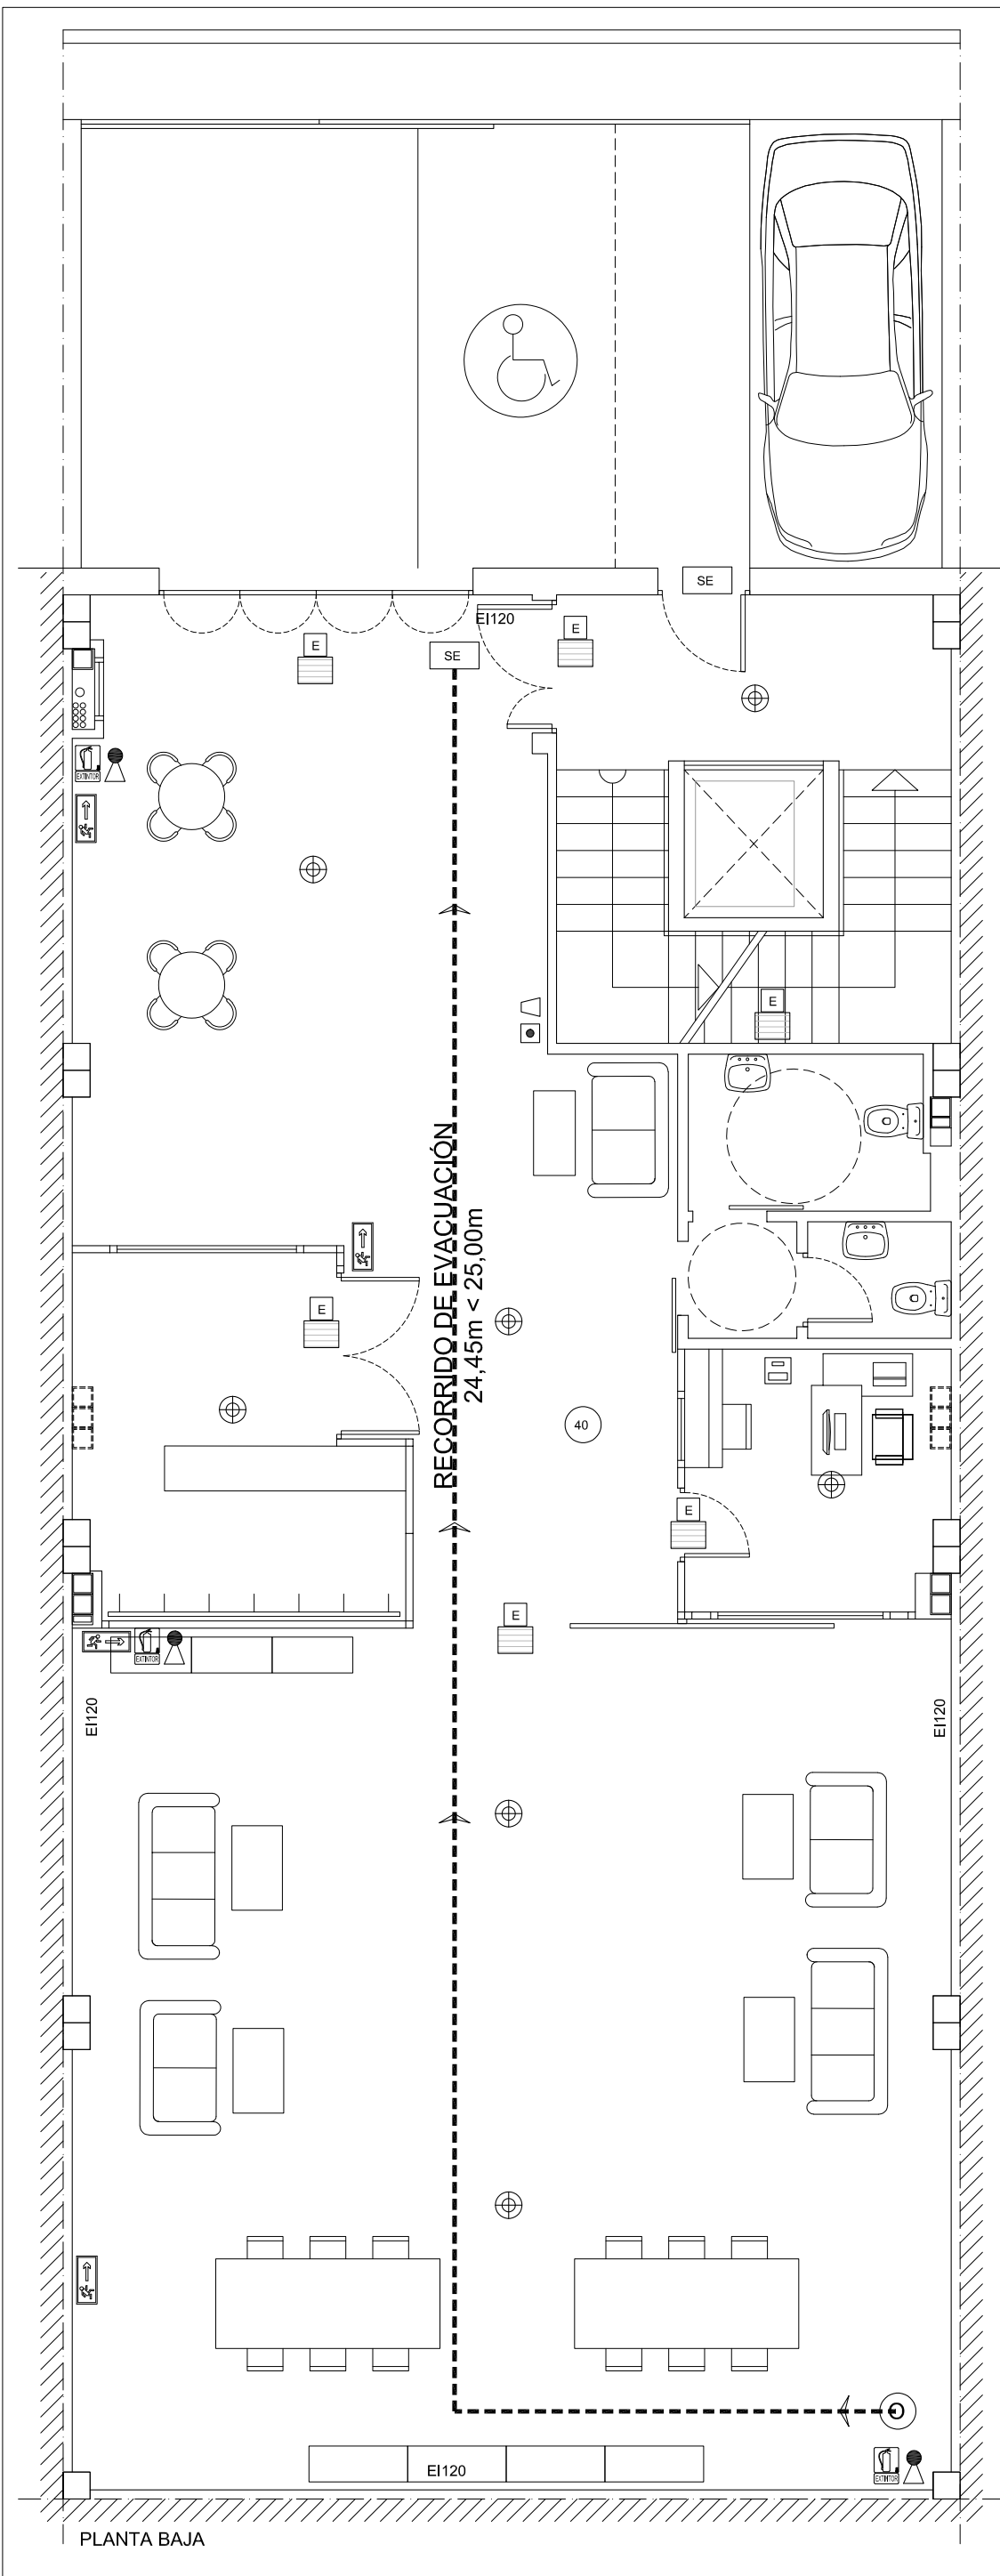 SE
EI120
E
E
SE
EXTINTOR
E
RECORRIDO DE EVACUACIÓN
24,45m < 25,00m
E
40
E
E
EXTINTOR
EI120
EI120
O
EI120
EXTINTOR
PLANTA BAJA